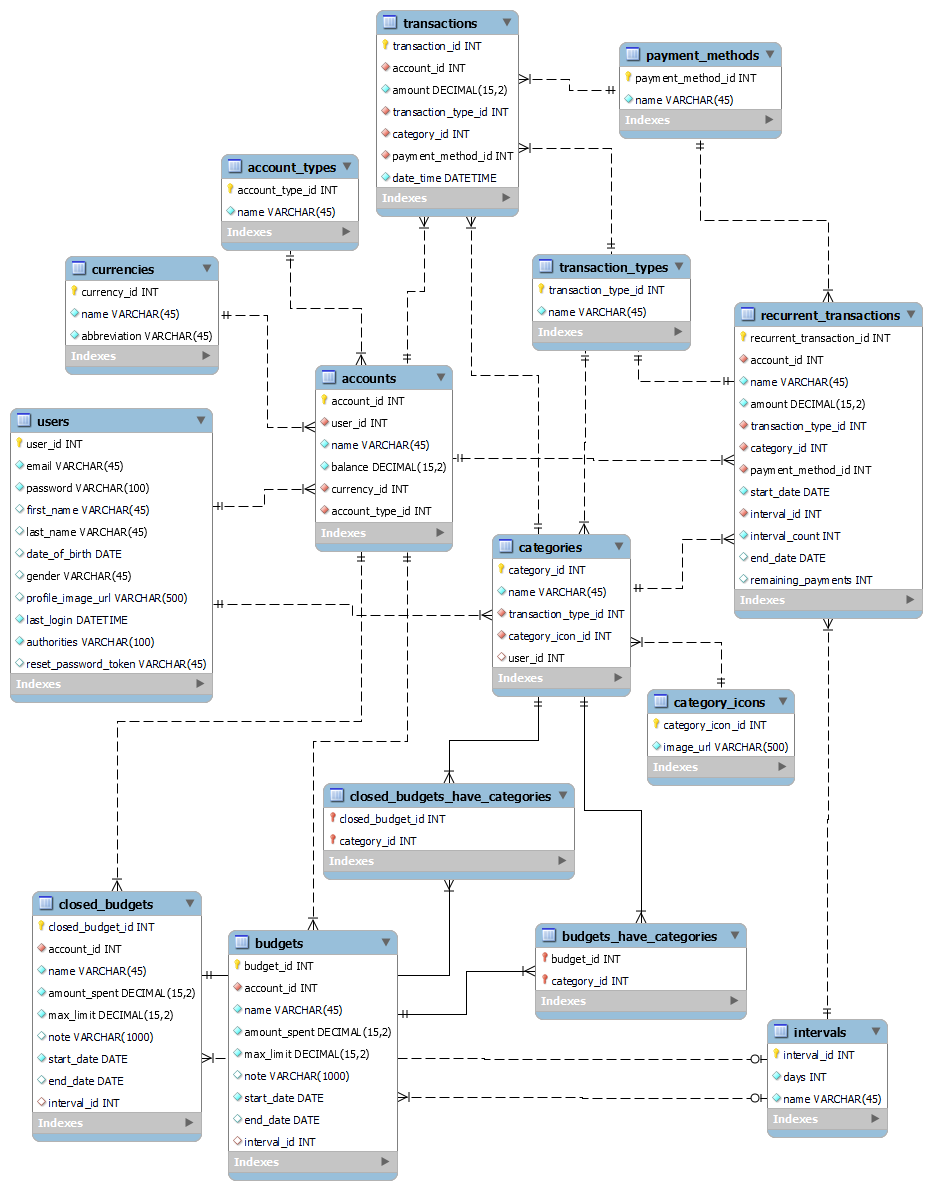 transactions
transaction_id INT
account_id INT
amount DECIMAL(15,2)
transaction_type_id INT
category_id INT
payment_method_id INT
date_time DATETIME
Indexes
payment_methods
payment_method_id INT
name VARCHAR(45)
Indexes
account_types
account_type_id INT
name VARCHAR(45)
Indexes
currencies
currency_id INT
name VARCHAR(45)
abbreviation VARCHAR(45)
Indexes
transaction_types
transaction_type_id INT
name VARCHAR(45)
Indexes
recurrent_transactions
recurrent_transaction_id INT
account_id INT
name VARCHAR(45)
amount DECIMAL(15,2)
transaction_type_id INT
category_id INT
payment_method_id INT
start_date DATE
interval_id INT
interval_count INT
end_date DATE
remaining_payments INT
Indexes
accounts
account_id INT
user_id INT
name VARCHAR(45)
balance DECIMAL(15,2)
currency_id INT
account_type_id INT
Indexes
users
user_id INT
email VARCHAR(45)
password VARCHAR(100)
first_name VARCHAR(45)
last_name VARCHAR(45)
date_of_birth DATE
gender VARCHAR(45)
profile_image_url VARCHAR(500)
last_login DATETIME
authorities VARCHAR(100)
reset_password_token VARCHAR(45)
Indexes
categories
category_id INT
name VARCHAR(45)
transaction_type_id INT
category_icon_id INT
user_id INT
Indexes
category_icons
category_icon_id INT
image_url VARCHAR(500)
Indexes
closed_budgets_have_categories
closed_budget_id INT
category_id INT
Indexes
closed_budgets
closed_budget_id INT
account_id INT
name VARCHAR(45)
amount_spent DECIMAL(15,2)
max_limit DECIMAL(15,2)
note VARCHAR(1000)
start_date DATE
end_date DATE
interval_id INT
Indexes
budgets
budget_id INT
account_id INT
name VARCHAR(45)
amount_spent DECIMAL(15,2)
max_limit DECIMAL(15,2)
note VARCHAR(1000)
start_date DATE
end_date DATE
interval_id INT
Indexes
budgets_have_categories
budget_id INT
category_id INT
Indexes
intervals
interval_id INT
days INT
name VARCHAR(45)
Indexes